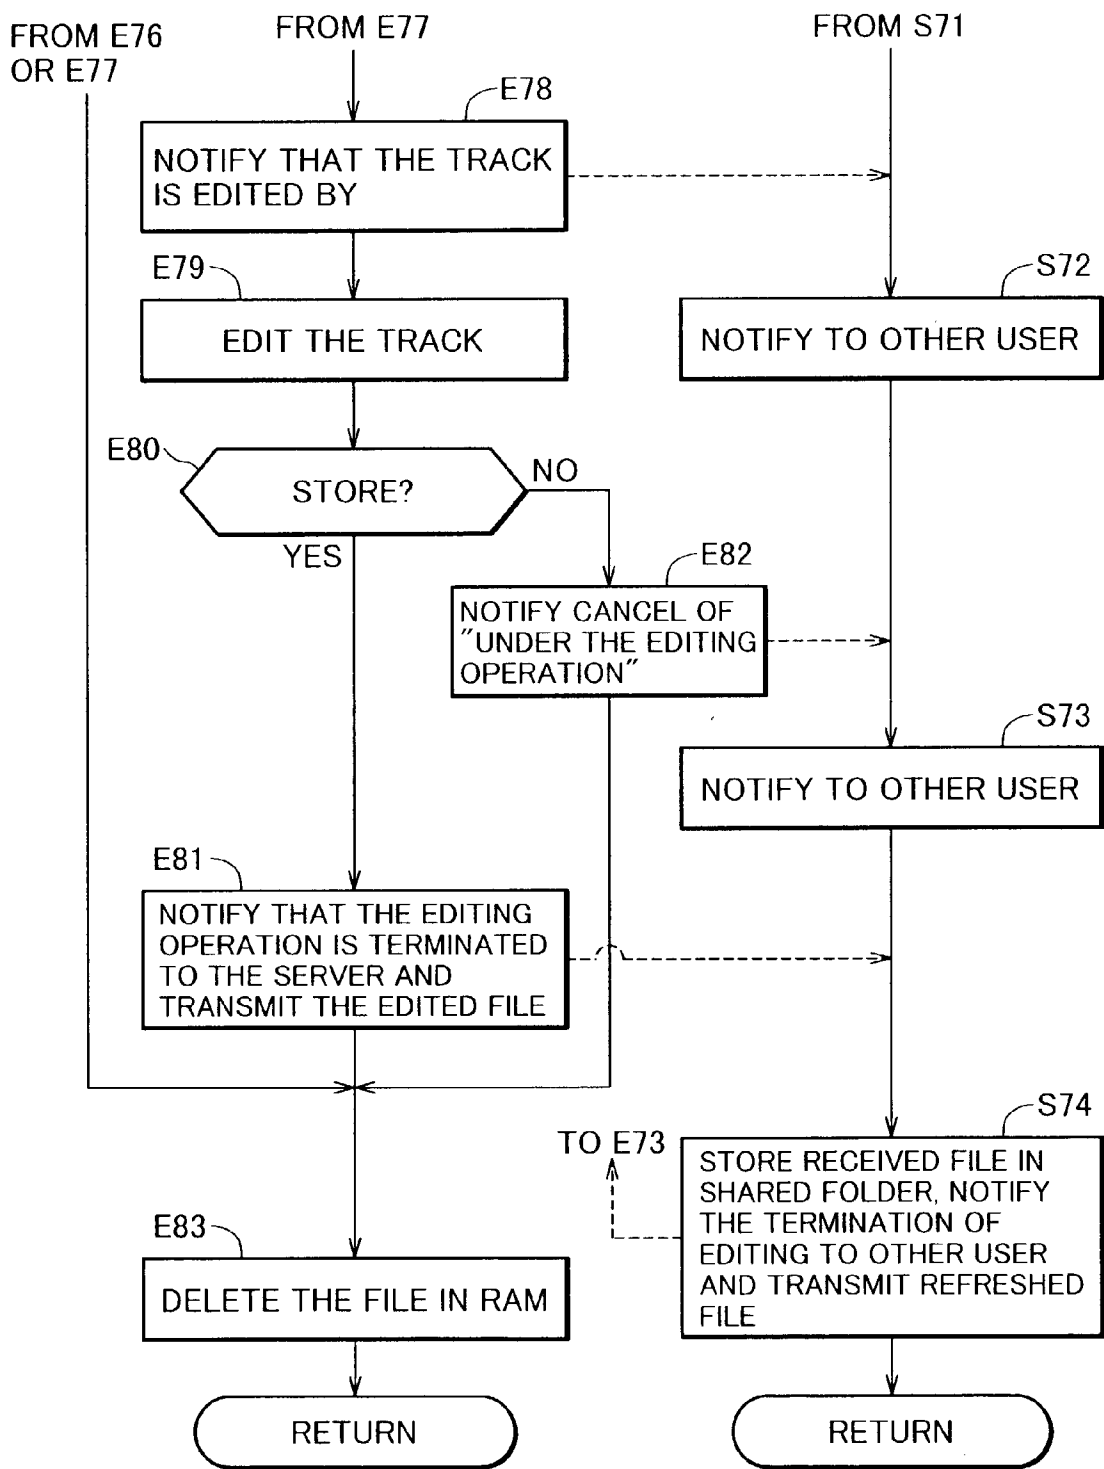 FROM E76
OR E77
FROM E77
FROM S71
E78
NOTIFY THAT THE TRACK
IS EDITED BY
E79
EDIT THE TRACK
S72
NOTIFY TO OTHER USER
E80
STORE?
NO
YES
E82
NOTIFY CANCEL OF
"UNDER THE EDITING
OPERATION"
S73
NOTIFY TO OTHER USER
E81
NOTIFY THAT THE EDITING
OPERATION IS TERMINATED
TO THE SERVER AND
TRANSMIT THE EDITED FILE
S74
TO E73
STORE RECEIVED FILE IN
SHARED FOLDER, NOTIFY
THE TERMINATION OF
EDITING TO OTHER USER
AND TRANSMIT REFRESHED
FILE
E83
DELETE THE FILE IN RAM
RETURN
RETURN